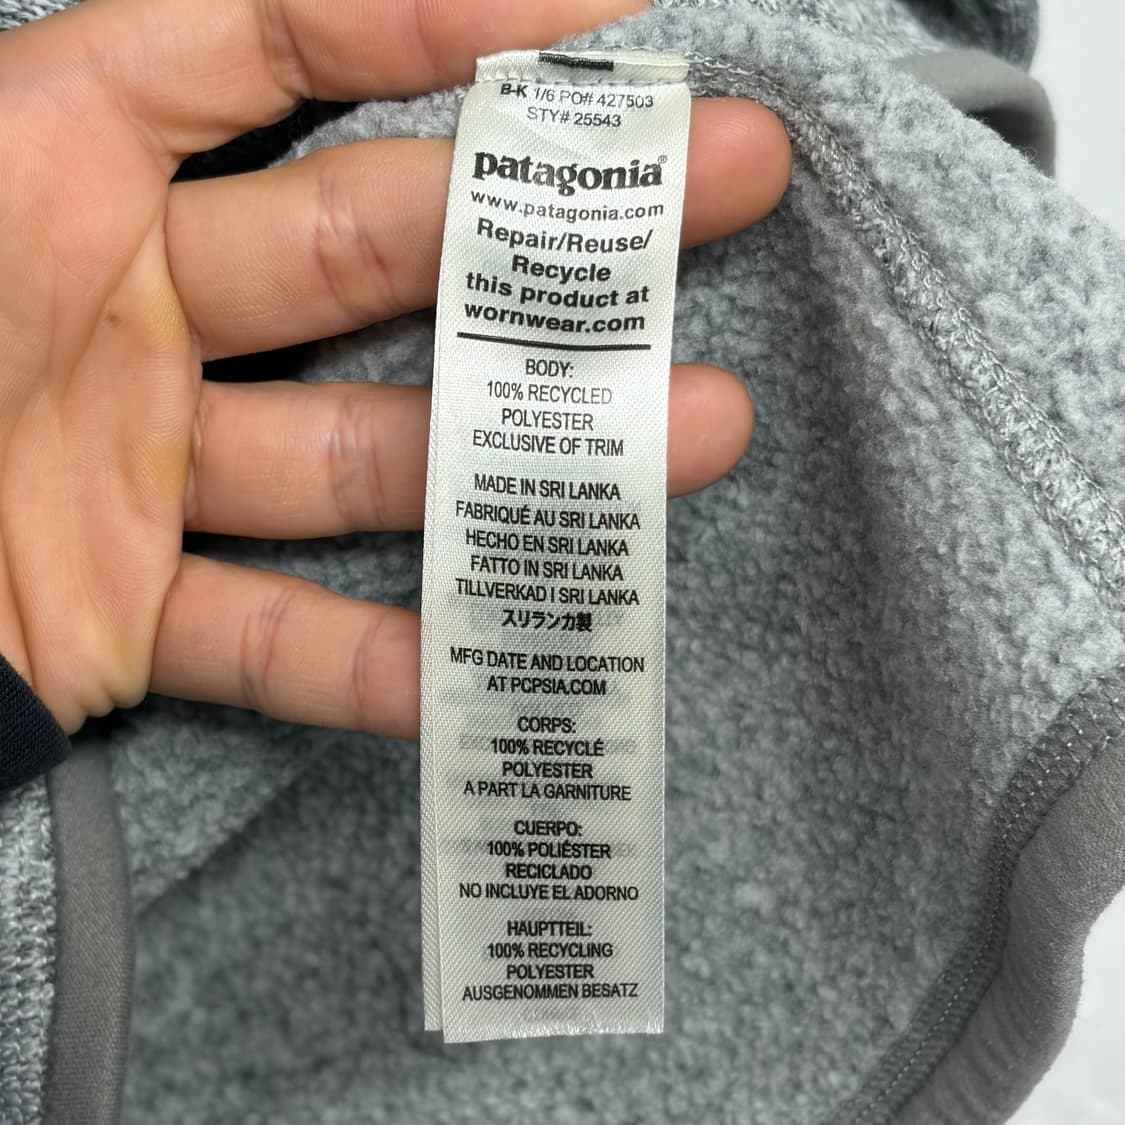 B-K 1/6 PO# 427503
STY# 25543
patagonia®
www.patagonia.com
Repair/Reuse/
Recycle
this product at
wornwear.com
BODY:
100% RECYCLED
POLYESTER
EXCLUSIVE OF TRIM
MADE IN SRI LANKA
FABRIQUÉ AU SRI LANKA
HECHO EN SRI LANKA
FATTO IN SRI LANKA
TILLVERKAD I SRI LANKA
スリランカ製
MFG DATE AND LOCATION
AT PCPSIA.COM
CORPS:
100% RECYCLÉ
POLYESTER
A PART LA GARNITURE
CUERPO:
100% POLIÉSTER
RECICLADO
NO INCLUYE EL ADORNO
HAUPTTEIL:
100% RECYCLING
POLYESTER
AUSGENOMMEN BESATZ